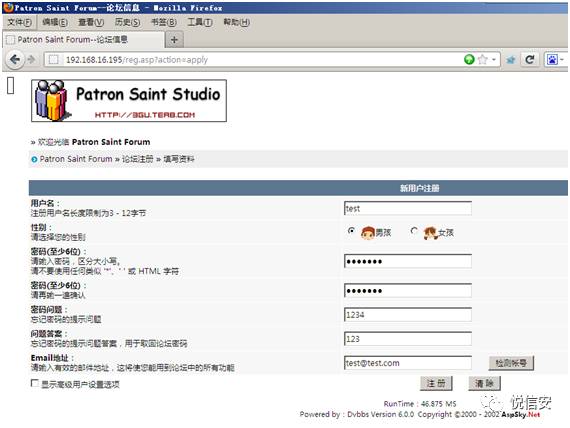 Patron Saint Forum--论坛信息 - Mozilla Firefox
文件(F) 编辑(E) 查看(V) 历史(S) 书签(B) 工具(T) 帮助(H)
Patron Saint Forum--论坛信息
192.168.16.195/reg.asp?action=apply
百度
Patron Saint Studio
HTTP://3GU.TERB.COM
» 欢迎光临 Patron Saint Forum
Patron Saint Forum » 论坛注册 » 填写资料
新用户注册
用户名：
注册用户名长度限制为3 - 12字节
test
性别：
请选择您的性别
男孩 女孩
密码(至少6位)：
请输入密码，区分大小写。
请不要使用任何类似 '*'、' ' 或 HTML 字符
密码(至少6位)：
请再输一遍确认
密码问题：
忘记密码的提示问题
1234
问题答案：
忘记密码的提示问题答案，用于取回论坛密码
123
Email地址：
请输入有效的邮件地址，这将使您能用到论坛中的所有功能
test@test.com 检测帐号
显示高级用户设置选项
注 册 清 除
RunTime：46.875 MS
Powered by：Dvbbs Version 6.0.0 Copyright ©2000 - 2002 AspSky.Net
悦信安